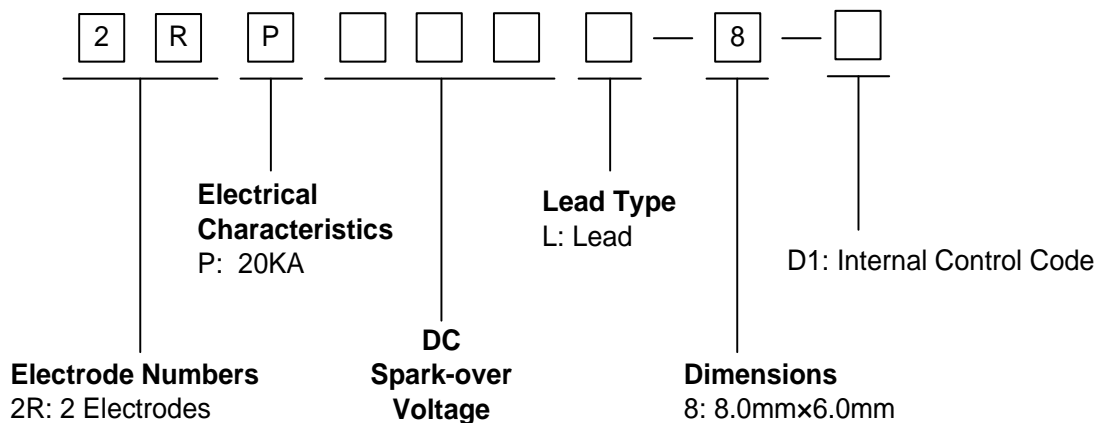 2 R P — 8 —
Electrical
Characteristics
P: 20KA
Lead Type
L: Lead
D1: Internal Control Code
DC
Spark-over
Voltage
Electrode Numbers
2R: 2 Electrodes
Dimensions
8: 8.0mm×6.0mm